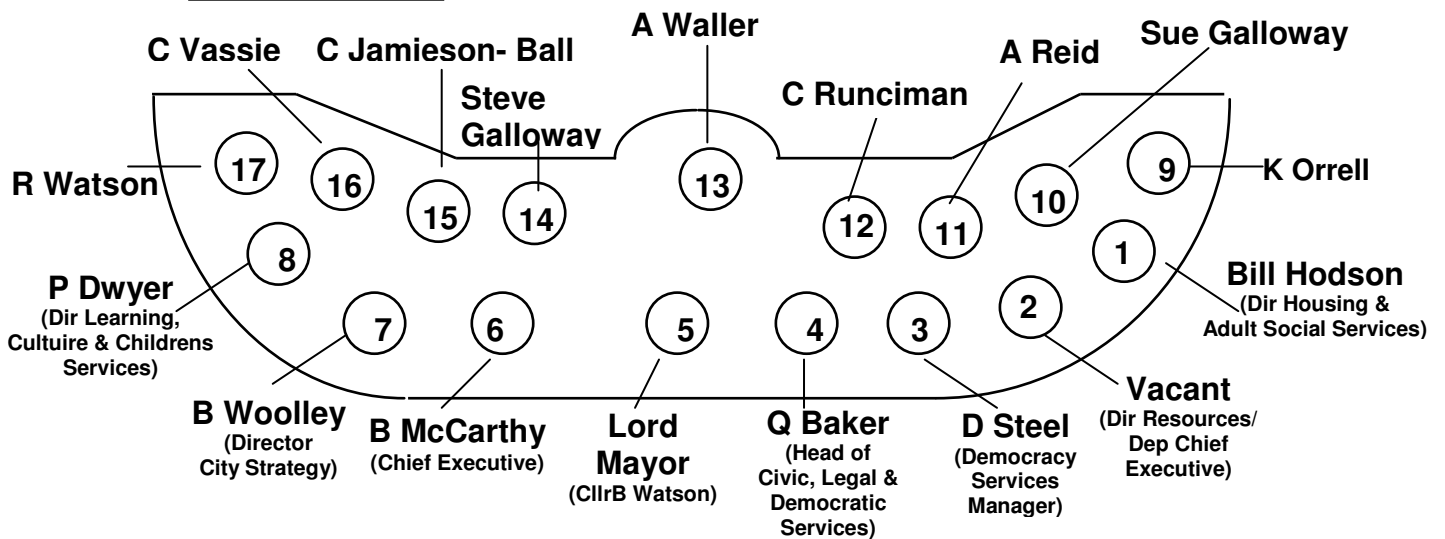 A Waller
Sue Galloway
C Vassie
C Jamieson- Ball
A Reid
Steve
Galloway
C Runciman
17
16
15
14
13
12
11
10
9
R Watson
K Orrell
8
1
P Dwyer
(Dir Learning,
Cultuire & Childrens
Services)
Bill Hodson
(Dir Housing &
Adult Social Services)
7
6
5
4
3
2
B Woolley
(Director
City Strategy)
B McCarthy
(Chief Executive)
Lord
Mayor
(CllrB Watson)
Q Baker
(Head of
Civic, Legal &
Democratic
Services)
D Steel
(Democracy
Services
Manager)
Vacant
(Dir Resources/
Dep Chief
Executive)